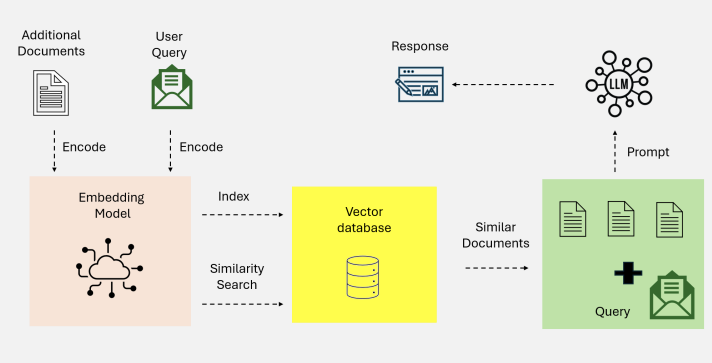 Additional
Documents
User
Query
Response
LLM
Encode
Encode
Prompt
Embedding
Model
Index
Vector
database
Similar
Documents
Similarity
Search
Query